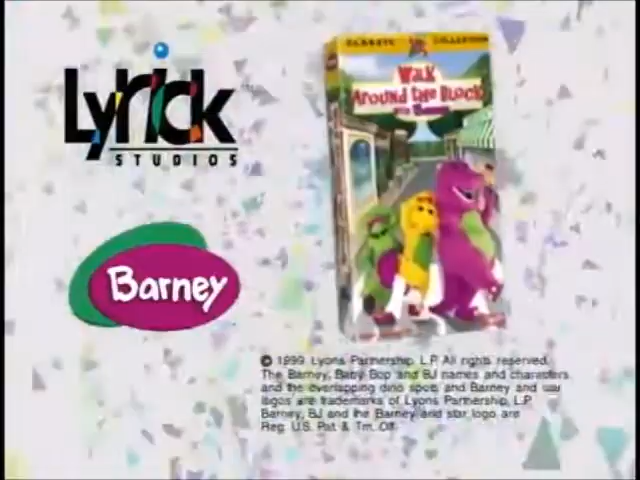 Lyrick
STUDIOS
CLASSIC COLLECTION
Walk
Around the Block
with Barney
Barney
© 1999 Lyons Partnership, L.P. All rights reserved.
The Barney, Baby Bop and BJ names and characters
and the overlapping dino spots and Barney and star
logos are trademarks of Lyons Partnership, L.P.
Barney, BJ and the Barney and star logo are
Reg. U.S. Pat. & Tm. Off.